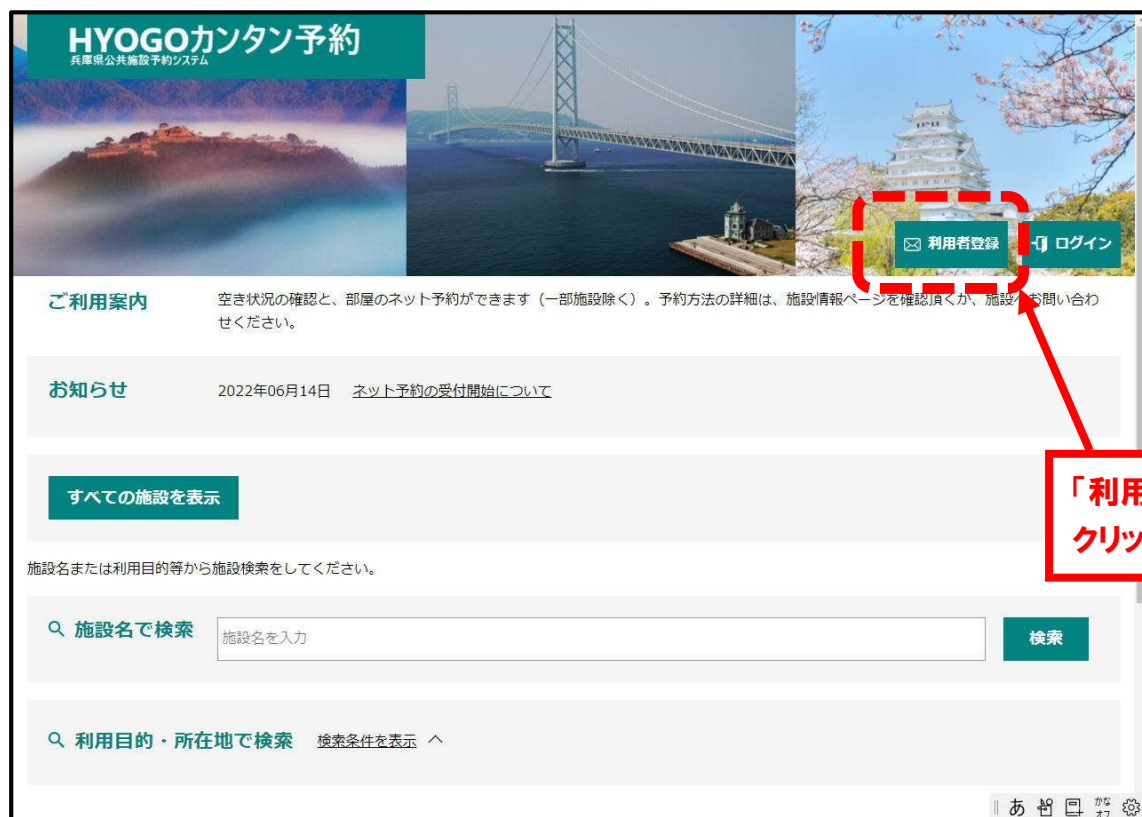 HYOGOカンタン予約
兵庫県公共施設予約システム
利用者登録
ログイン
ご利用案内
空き状況の確認と、部屋のネット予約ができます（一部施設除く）。予約方法の詳細は、施設情報ページを確認頂くか、施設へお問い合わ
せください。
お知らせ
2022年06月14日 ネット予約の受付開始について
すべての施設を表示
「利用
クリッ
施設名または利用目的等から施設検索をしてください。
施設名で検索
施設名を入力
検索
利用目的・所在地で検索 検索条件を表示
あ
かな